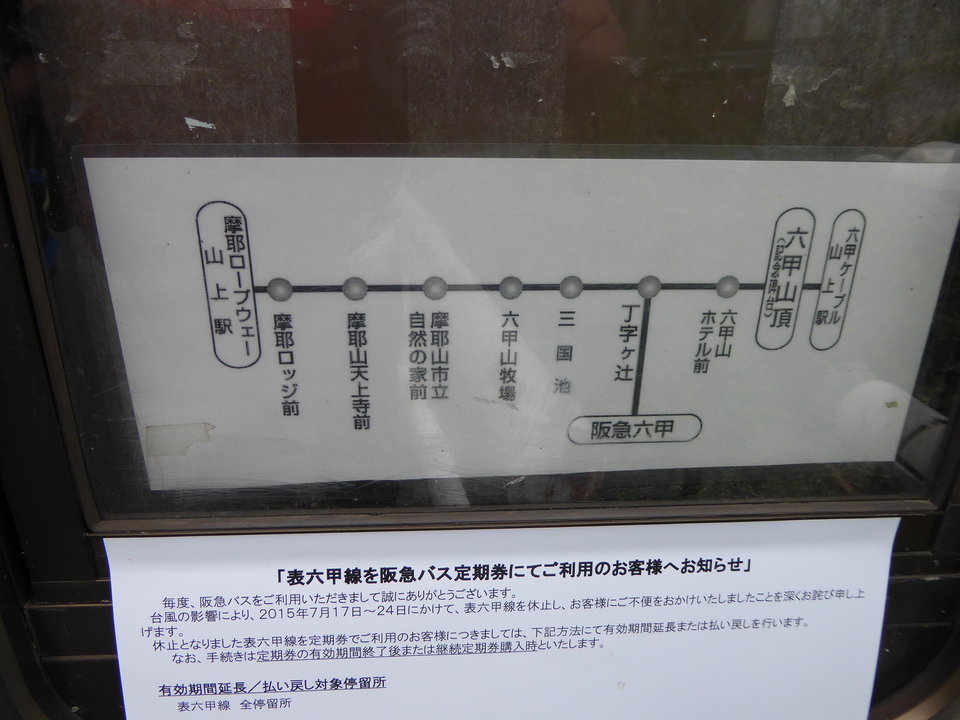 摩耶ロープウェー
山上駅
摩耶ロッジ前
摩耶山天上寺前
摩耶山市立
自然の家前
六甲山牧場
三国池
丁字ヶ辻
阪急六甲
六甲山
ホテル前
六甲山頂
六甲ケーブル
山上駅
「表六甲線を阪急バス定期券にてご利用のお客様へお知らせ」
毎度、阪急バスをご利用いただきまして誠にありがとうございます。
台風の影響により、2015年7月17日～24日にかけて、表六甲線を休止し、お客様にご不便をおかけいたしましたことを深くお詫び申し上
げます。
休止となりました表六甲線を定期券でご利用のお客様につきましては、下記方法にて有効期間延長または払い戻しを行います。
なお、手続きは定期券の有効期間終了後または継続定期券購入時といたします。
有効期間延長／払い戻し対象停留所
表六甲線 全停留所